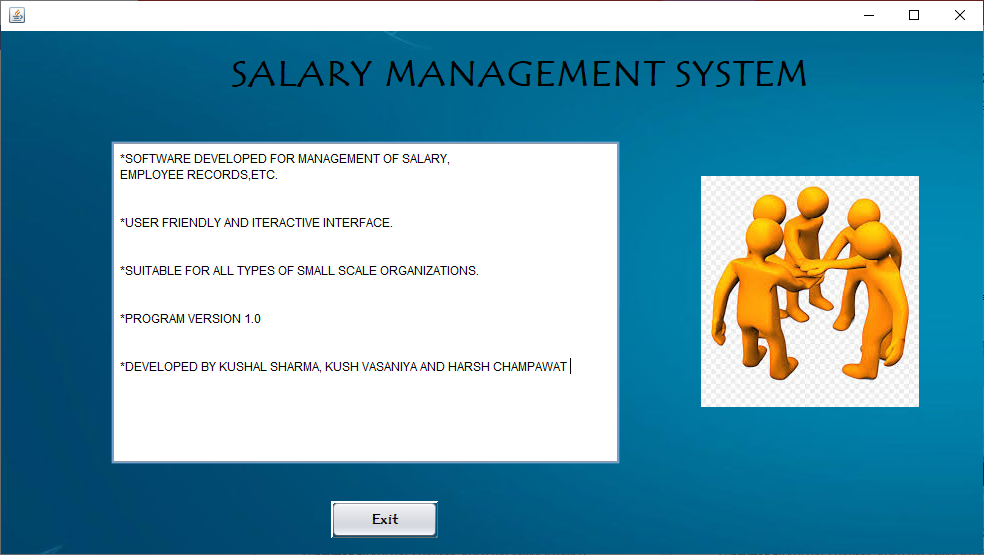 SALARY MANAGEMENT SYSTEM
*SOFTWARE DEVELOPED FOR MANAGEMENT OF SALARY,
EMPLOYEE RECORDS,ETC.
*USER FRIENDLY AND ITERACTIVE INTERFACE.
*SUITABLE FOR ALL TYPES OF SMALL SCALE ORGANIZATIONS.
*PROGRAM VERSION 1.0
*DEVELOPED BY KUSHAL SHARMA, KUSH VASANIYA AND HARSH CHAMPAWAT
Exit